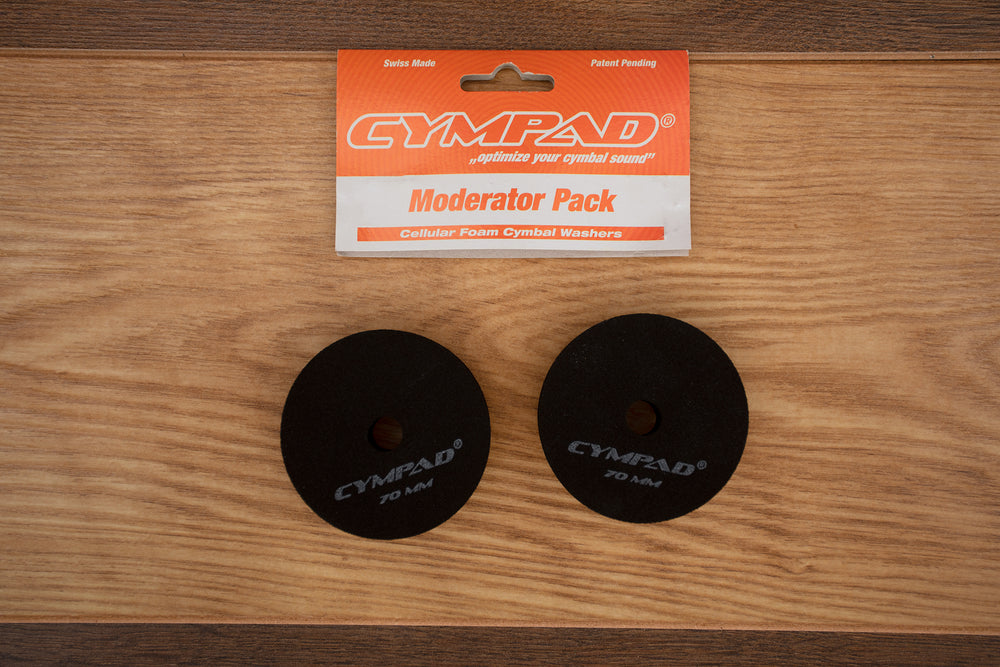 Swiss Made
Patent Pending
CYMPAD®
„optimize your cymbal sound"
Moderator Pack
Cellular Foam Cymbal Washers
CYMPAD®
70 MM
CYMPAD®
70 MM